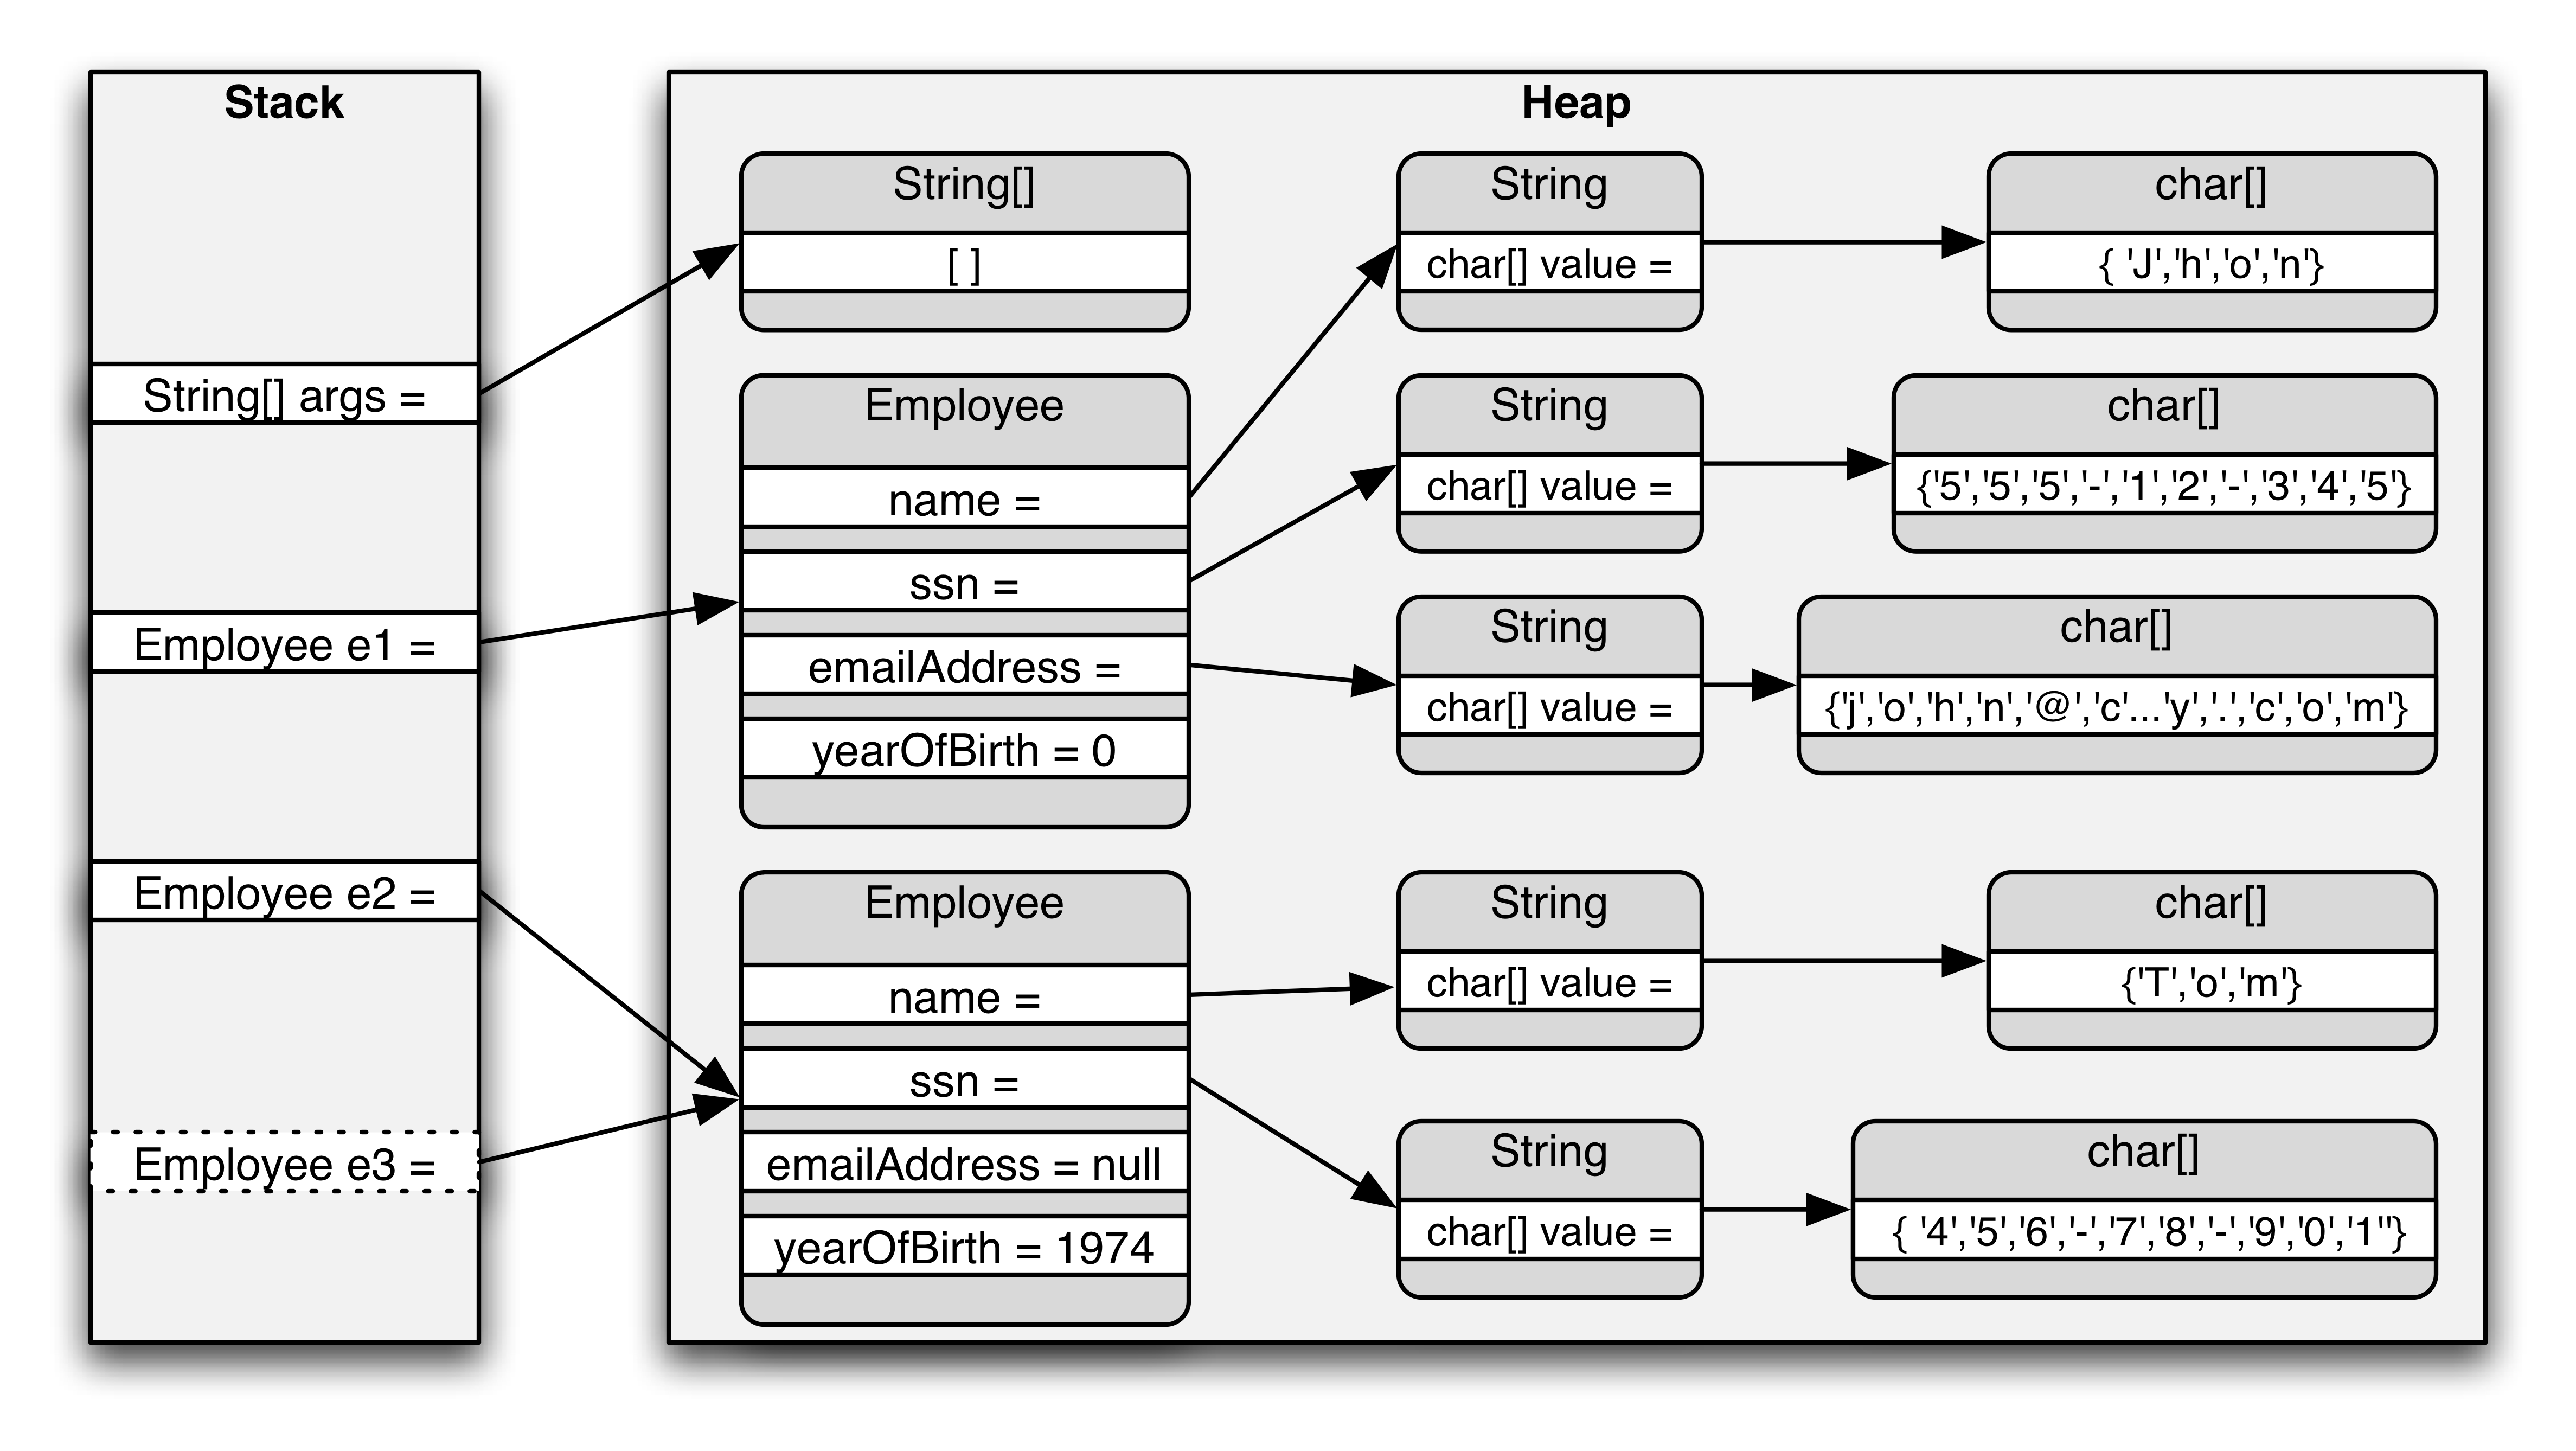 Stack
String[] args =
Employee e1 =
Employee e2 =
Employee e3 =
Heap
String[]
[ ]
String
char[] value =
char[]
{ 'J','h','o','n'}
Employee
name =
ssn =
emailAddress =
yearOfBirth = 0
String
char[] value =
char[]
{'5','5','5','-','1','2','-','3','4','5'}
String
char[] value =
char[]
{'j','o','h','n','@','c'...'y','.','c','o','m'}
Employee
name =
ssn =
emailAddress = null
yearOfBirth = 1974
String
char[] value =
char[]
{'T','o','m'}
String
char[] value =
char[]
{ '4','5','6','-','7','8','-','9','0','1''}